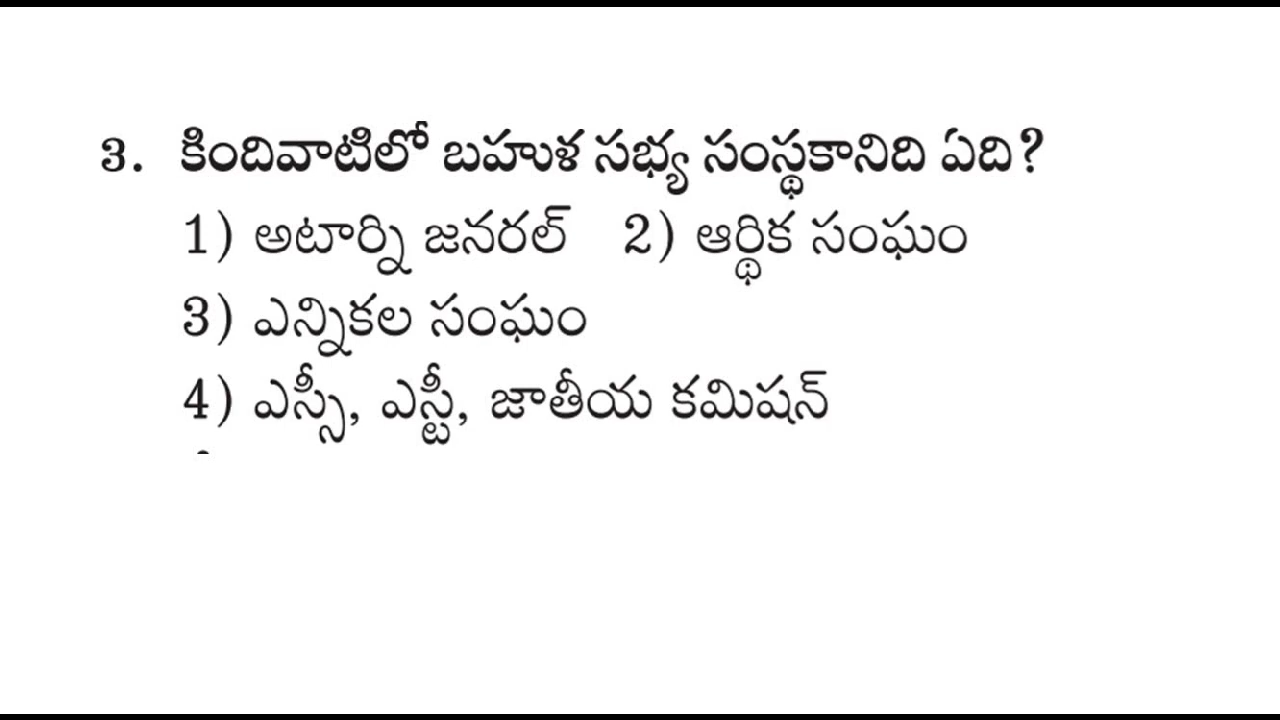 3. కిందివాటిలో బహుళ సభ్య సంస్థకానిది ఏది?
1) అటార్ని జనరల్ 2) ఆర్థిక సంఘం
3) ఎన్నికల సంఘం
4) ఎస్సీ, ఎస్టీ, జాతీయ కమిషన్